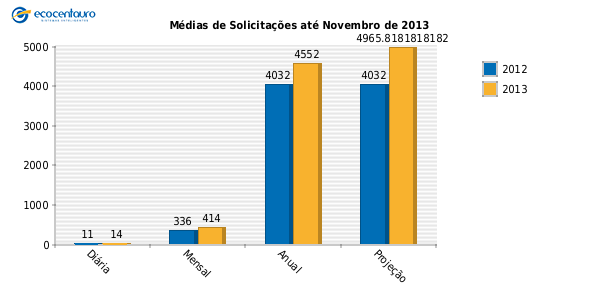 ecocentauro
Médias de Solicitações até Novembro de 2013
5000
4000
3000
2000
1000
0
11
14
336
414
4032
4552
4032
4965.8181818182
Diária
Mensal
Anual
Projeção
2012
2013